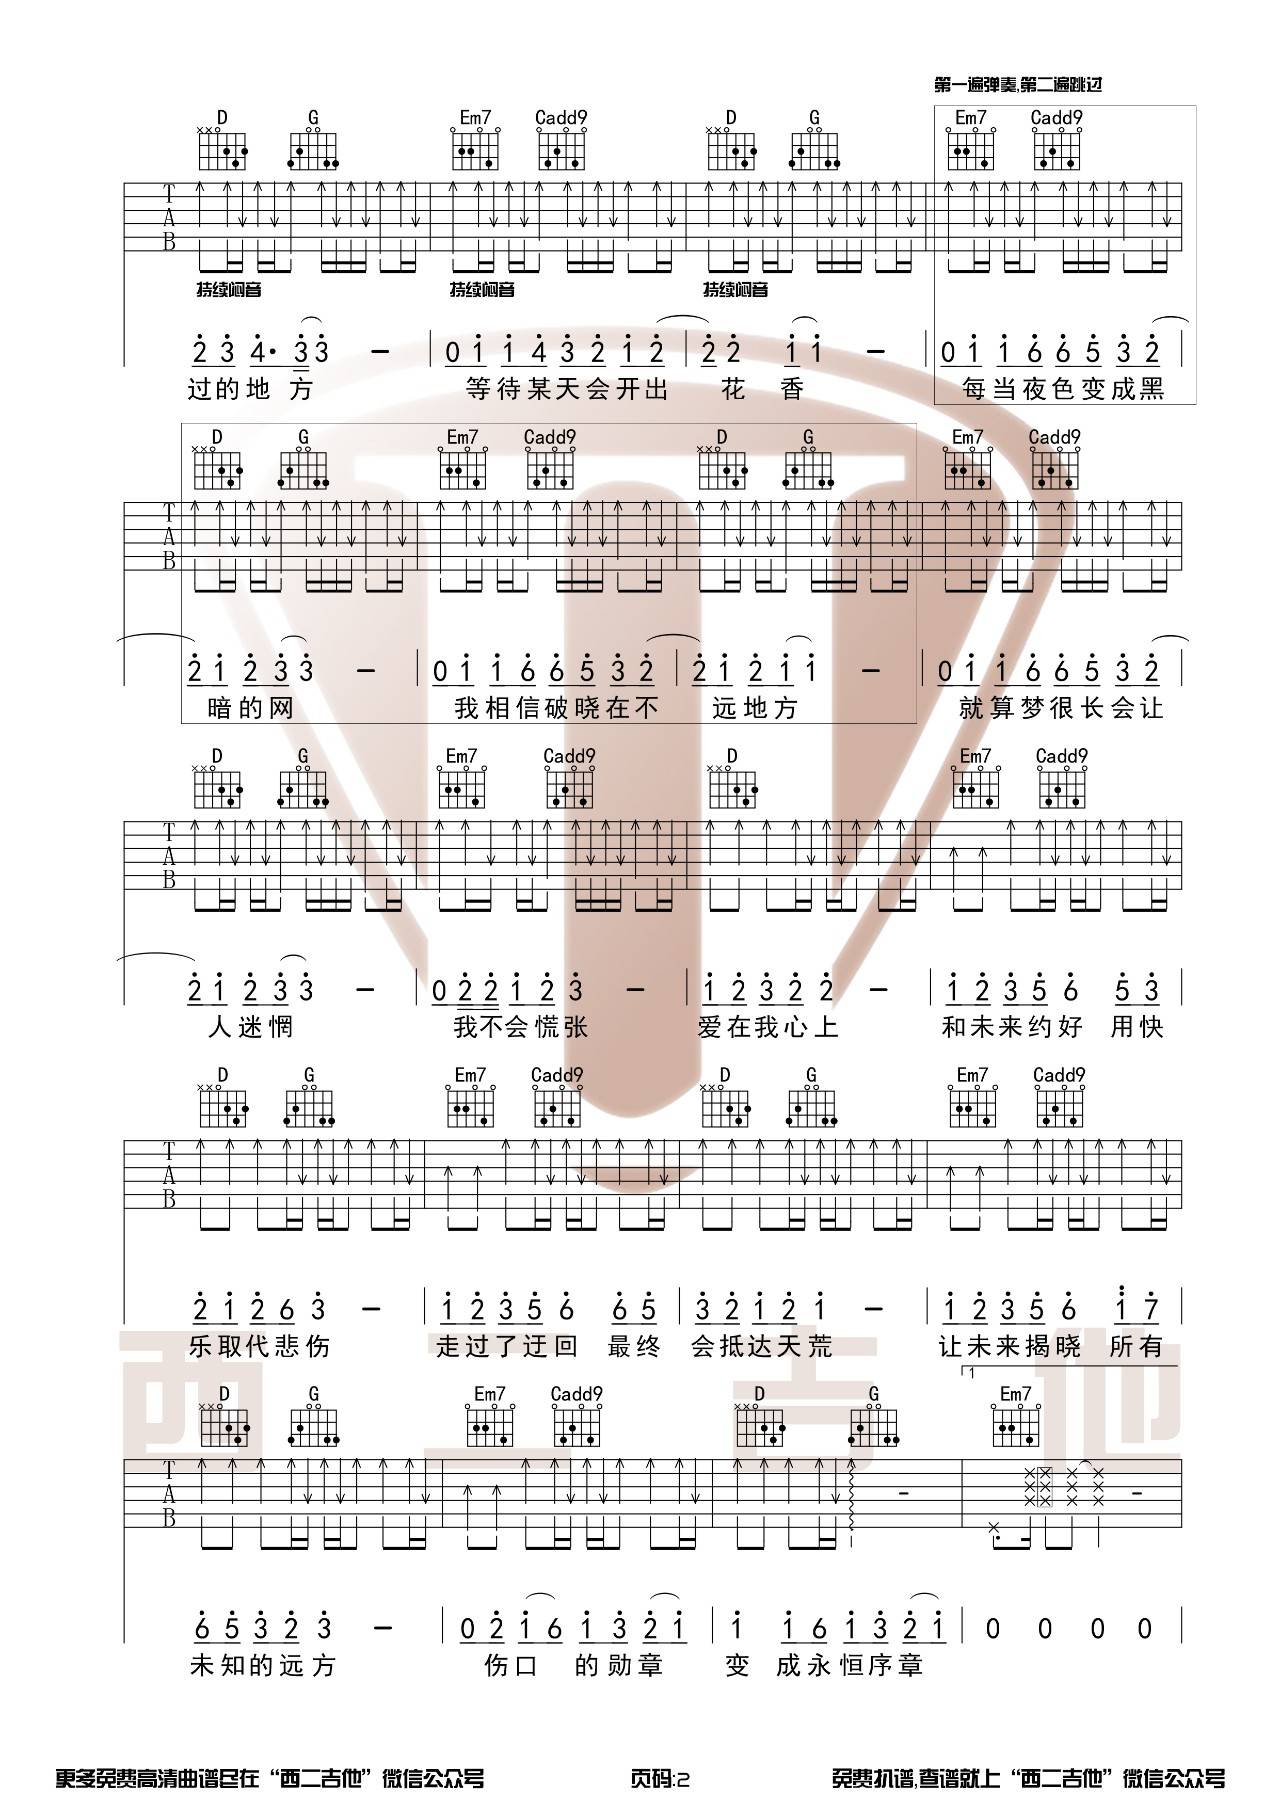 第一遍弹奏,第二遍跳过
D G Em7 Cadd9 D G Em7 Cadd9
T
A
B
持续闷音 持续闷音 持续闷音
2 3 4· 3 3 - 0 1 1 4 3 2 1 2 2 2 1 1 - 0 1 1 6 6 5 3 2
过的地 方 等待某天会开出 花 香 每当夜色变成黑
D G Em7 Cadd9 D G Em7 Cadd9
T
A
B
2 1 2 3 3 - 0 1 1 6 6 5 3 2 2 1 2 1 1 - 0 1 1 6 6 5 3 2
暗的网 我相信破晓在不 远地方 就算梦很长会让
D G Em7 Cadd9 D Em7 Cadd9
T
A
B
2 1 2 3 3 - 0 2 2 1 2 3 - 1 2 3 2 2 - 1 2 3 5 6 5 3
人迷惘 我不会慌张 爱在我心上 和未来约好 用快
D G Em7 Cadd9 D G Em7 Cadd9
T
A
B
2 1 2 6 3 - 1 2 3 5 6 6 5 3 2 1 2 1 - 1 2 3 5 6 1 7
乐取代悲伤 走过了迂回 最终 会抵达天荒 让未来揭晓 所有
1
D G Em7 Cadd9 D G Em7
T
A
B
6 5 3 2 3 - 0 2 1 6 1 3 2 1 1 1 6 1 3 2 1 0 0 0 0
未知的远方 伤口 的勋章 变 成永恒序章
西二吉他
更多免费高清曲谱尽在“西二吉他”微信公众号 页码:2 免费扒谱,查谱就上“西二吉他”微信公众号